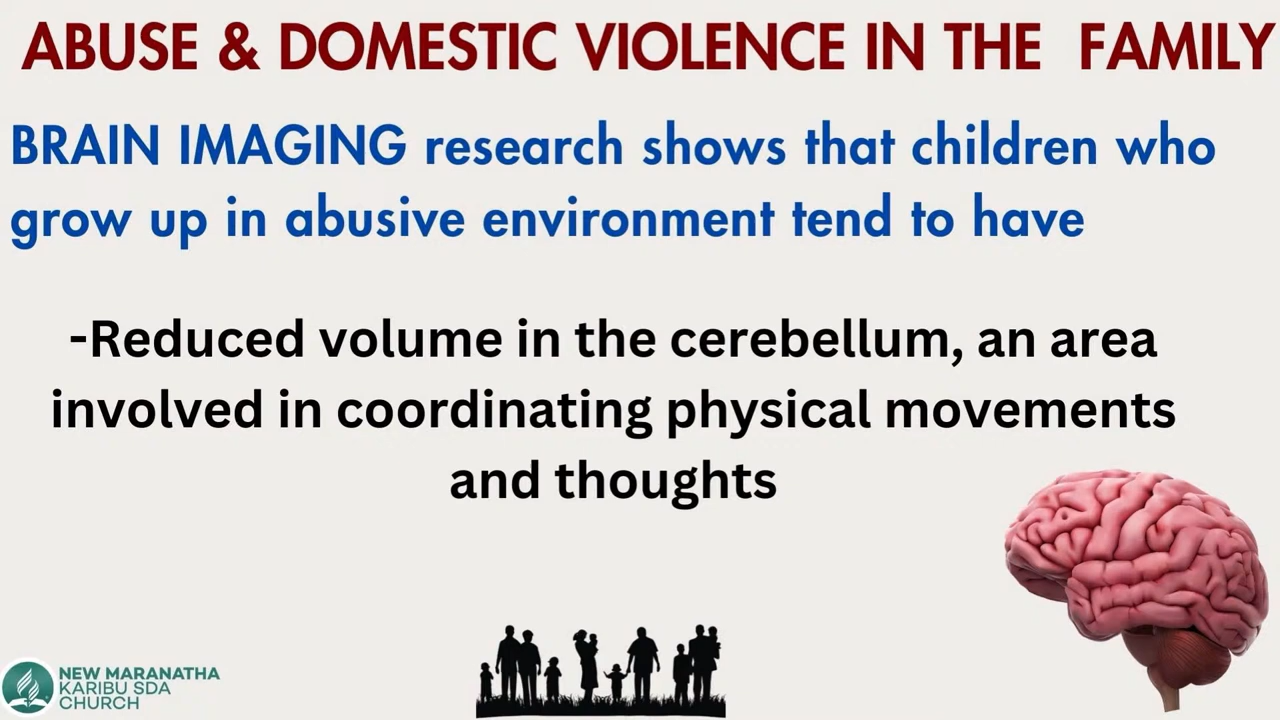 ABUSE & DOMESTIC VIOLENCE IN THE FAMILY
BRAIN IMAGING research shows that children who
grow up in abusive environment tend to have
-Reduced volume in the cerebellum, an area
involved in coordinating physical movements
and thoughts
NEW MARANATHA
KARIBU SDA
CHURCH